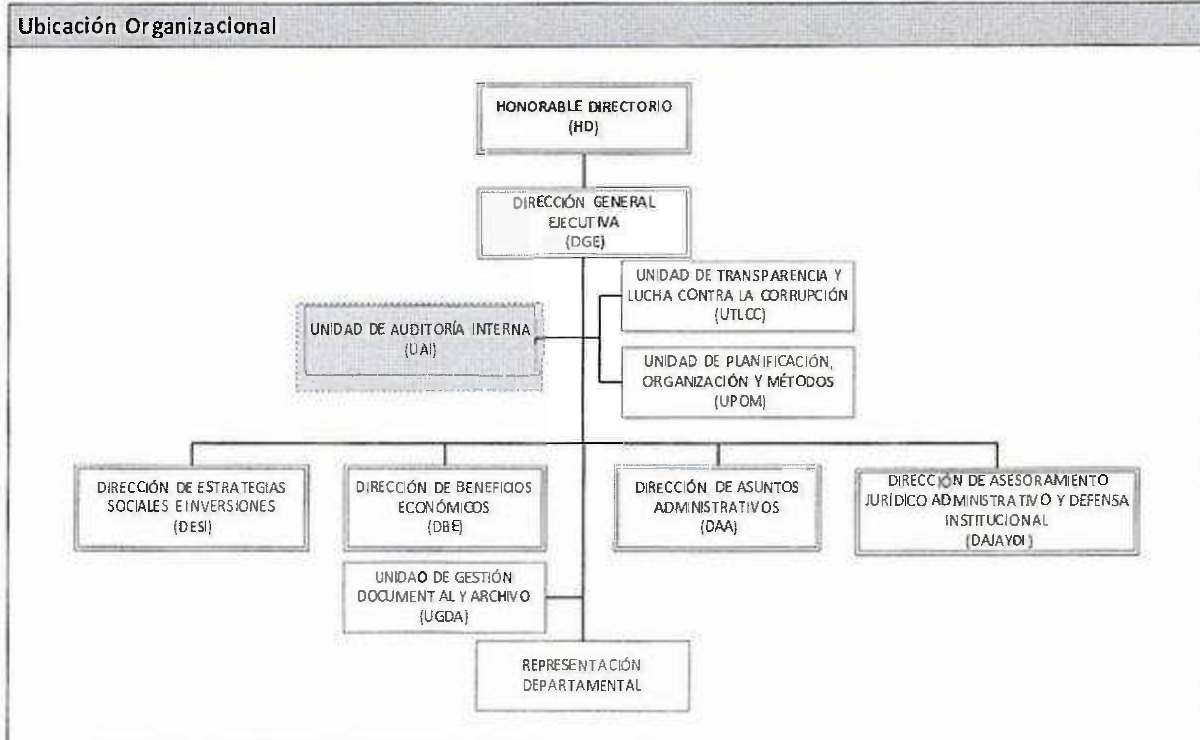 Ubicación Organizacional
HONORABLE DIRECTORIO
(HD)
DIRECCIÓN GENERAL
EJECUTIVA
(DGE)
UNIDAD DE TRANSPARENCIA Y
LUCHA CONTRA LA CORRUPCIÓN
(UTLCC)
UNIDAD DE AUDITORÍA INTERNA
(UAI)
UNIDAD DE PLANIFICACIÓN,
ORGANIZACIÓN Y MÉTODOS
(UPOM)
DIRECCIÓN DE ESTRATEGIAS
SOCIALES E INVERSIONES
(DESI)
DIRECCIÓN DE BENEFICIOS
ECONÓMICOS
(DBE)
DIRECCIÓN DE ASUNTOS
ADMINISTRATIVOS
(DAA)
DIRECCIÓN DE ASESORAMIENTO
JURÍDICO ADMINISTRATIVO Y DEFENSA
INSTITUCIONAL
(DAJAYDI)
UNIDAD DE GESTIÓN
DOCUMENTAL Y ARCHIVO
(UGDA)
REPRESENTACIÓN
DEPARTAMENTAL